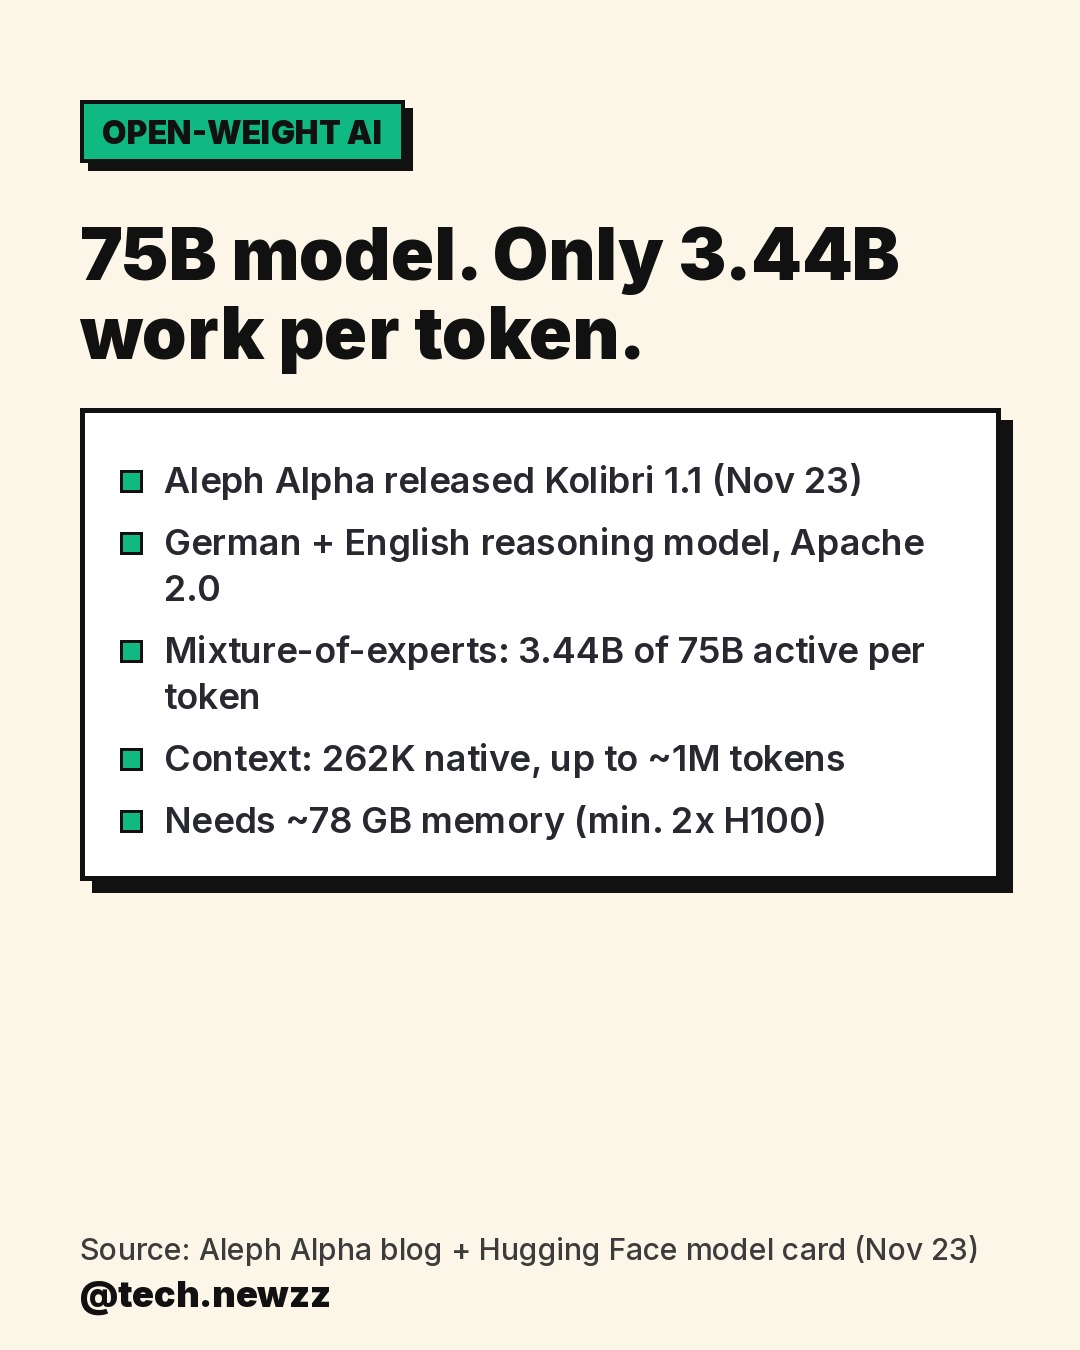 OPEN-WEIGHT AI
75B model. Only 3.44B
work per token.
Aleph Alpha released Kolibri 1.1 (Nov 23)
German + English reasoning model, Apache
2.0
Mixture-of-experts: 3.44B of 75B active per
token
Context: 262K native, up to ~1M tokens
Needs ~78 GB memory (min. 2x H100)
Source: Aleph Alpha blog + Hugging Face model card (Nov 23)
@tech.newzz